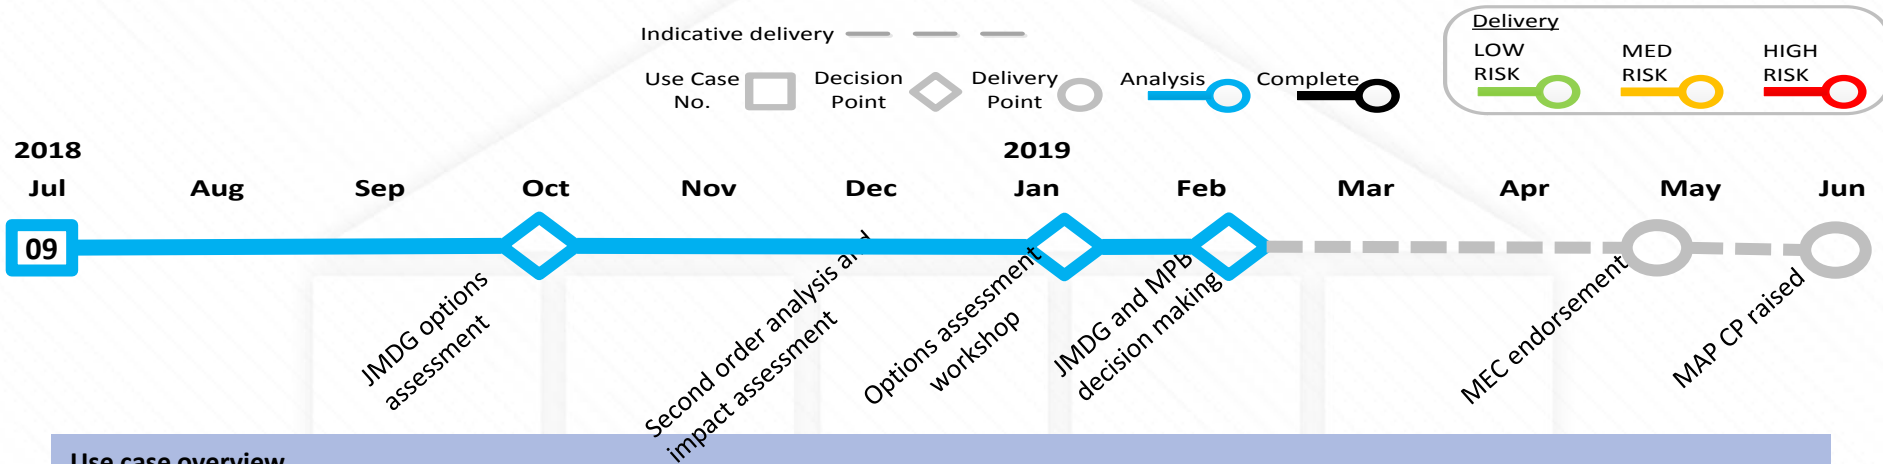 Indicative delivery
Use Case
No.
Decision
Point
Delivery
Point
Analysis
Complete
Delivery
LOW
RISK
MED
RISK
HIGH
RISK
2018
2019
Jul Aug Sep Oct Nov Dec Jan Feb Mar Apr May Jun
09
JMDG options
assessment
Second order analysis and
impact assessment
Options assessment
workshop
JMDG and MPB
decision making
MEC endorsement
MAP CP raised
Use case overview